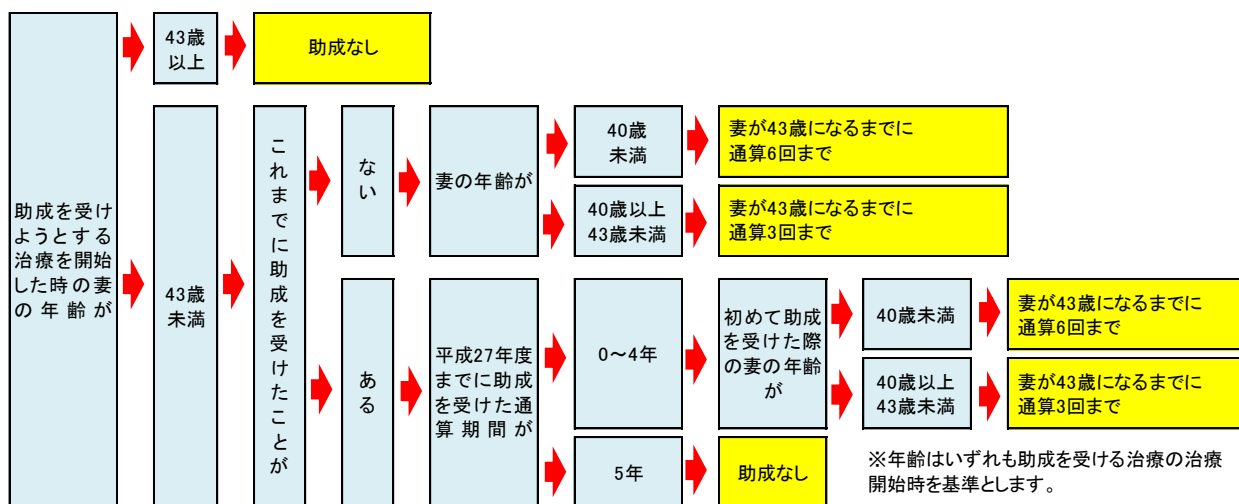 助成を受け
ようとする
治療を開始
した時の妻
の年齢が
43歳
以上
助成なし
43歳
未満
これまでに助成を受けたことが
ない
妻の年齢が
40歳
未満
妻が43歳になるまでに
通算6回まで
40歳以上
43歳未満
妻が43歳になるまでに
通算3回まで
ある
平成27年度
までに助成
を受けた通
算期間が
0～4年
初めて助成
を受けた際
の妻の年齢
が
40歳未満
妻が43歳になるまでに
通算6回まで
40歳以上
43歳未満
妻が43歳になるまでに
通算3回まで
5年
助成なし
※年齢はいずれも助成を受ける治療の治療
開始時を基準とします。